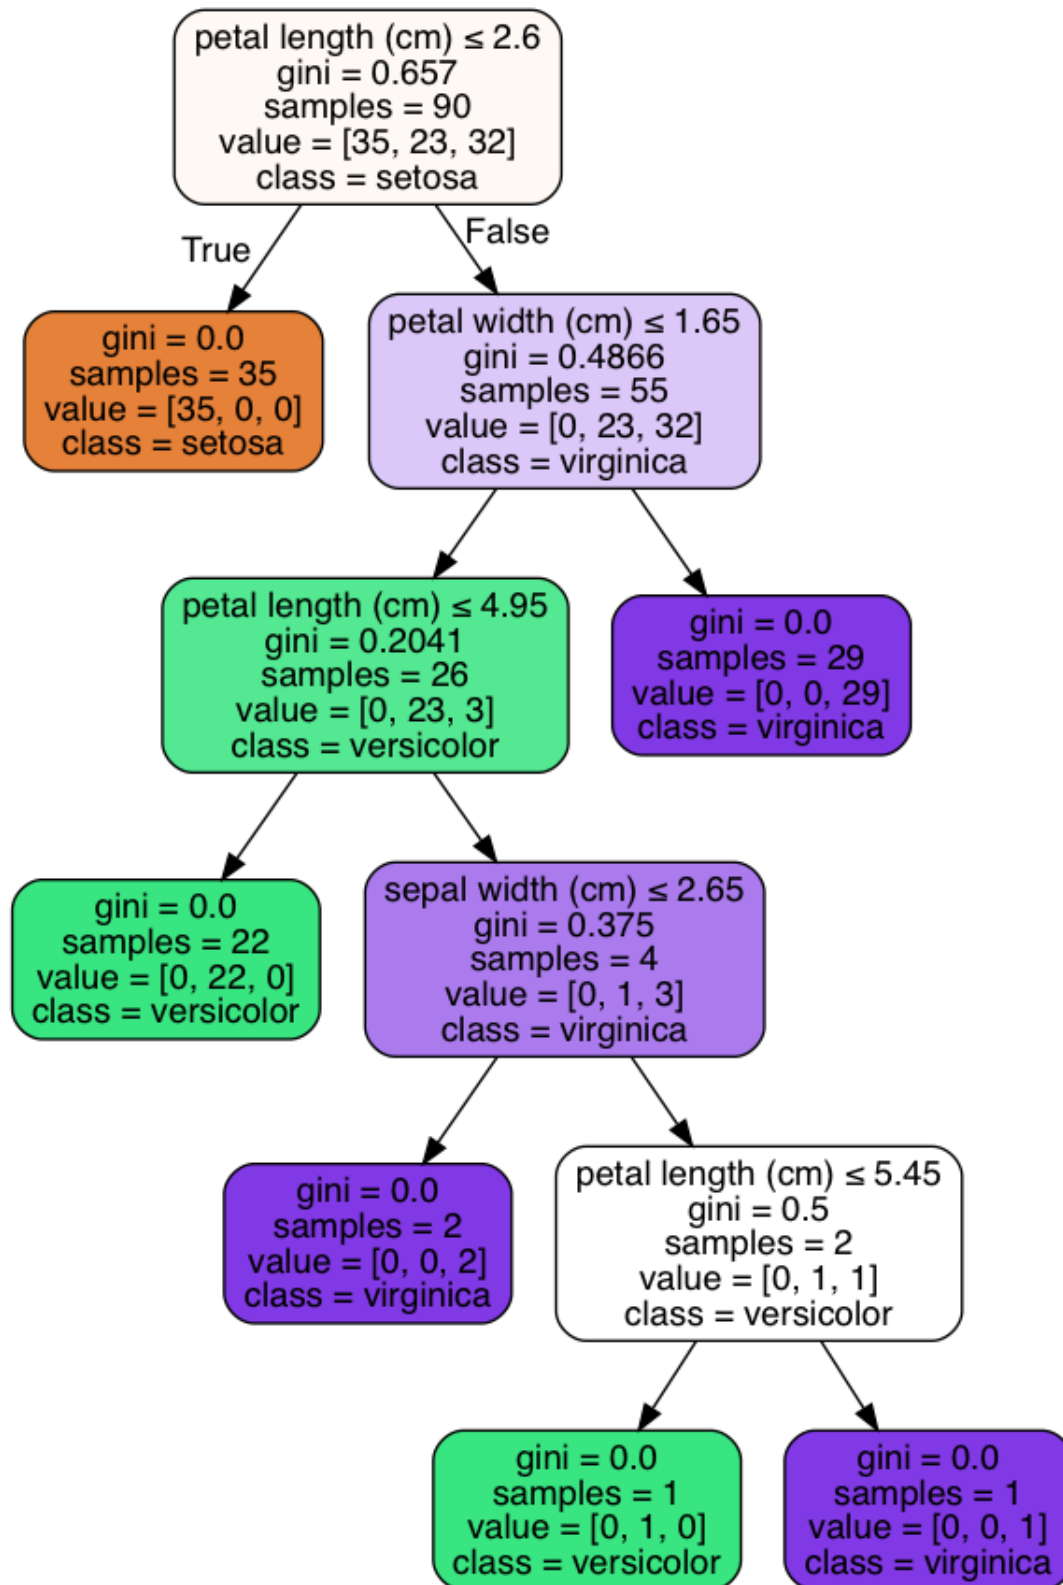 petal length (cm) ≤ 2.6
gini = 0.657
samples = 90
value = [35, 23, 32]
class = setosa
True
False
gini = 0.0
samples = 35
value = [35, 0, 0]
class = setosa
petal width (cm) ≤ 1.65
gini = 0.4866
samples = 55
value = [0, 23, 32]
class = virginica
petal length (cm) ≤ 4.95
gini = 0.2041
samples = 26
value = [0, 23, 3]
class = versicolor
gini = 0.0
samples = 29
value = [0, 0, 29]
class = virginica
gini = 0.0
samples = 22
value = [0, 22, 0]
class = versicolor
sepal width (cm) ≤ 2.65
gini = 0.375
samples = 4
value = [0, 1, 3]
class = virginica
gini = 0.0
samples = 2
value = [0, 0, 2]
class = virginica
petal length (cm) ≤ 5.45
gini = 0.5
samples = 2
value = [0, 1, 1]
class = versicolor
gini = 0.0
samples = 1
value = [0, 1, 0]
class = versicolor
gini = 0.0
samples = 1
value = [0, 0, 1]
class = virginica